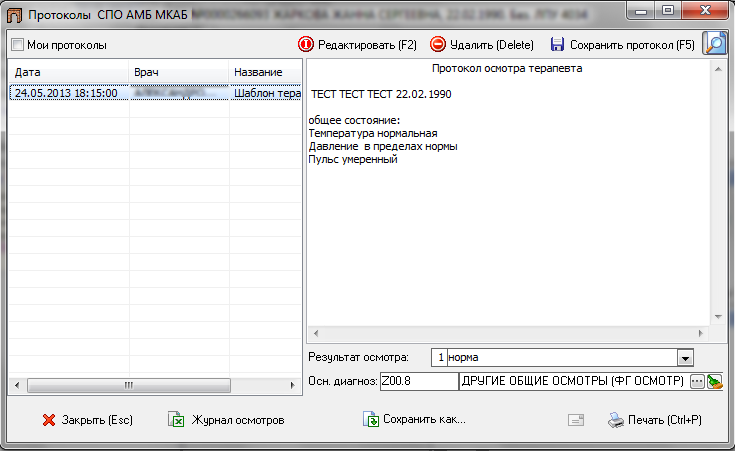 Протоколы СПО АМБ МКАБ
Мои протоколы
Редактировать (F2)
Удалить (Delete)
Сохранить протокол (F5)
Дата
Врач
Название
24.05.2013 18:15:00
Шаблон тера
Протокол осмотра терапевта
ТЕСТ ТЕСТ ТЕСТ 22.02.1990
общее состояние:
Температура нормальная
Давление в пределах нормы
Пульс умеренный
Результат осмотра:
1 норма
Осн. диагноз: Z00.8 ДРУГИЕ ОБЩИЕ ОСМОТРЫ (ФГ ОСМОТР)
Закрыть (Esc)
Журнал осмотров
Сохранить как...
Печать (Ctrl+P)